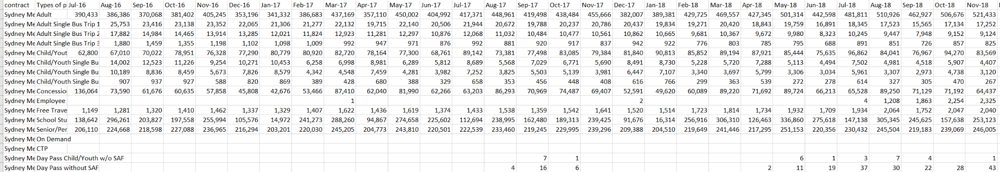 contract Types of p Jul-16 Aug-16 Sep-16 Oct-16 Nov-16 Dec-16 Jan-17 Feb-17 Mar-17 Apr-17 May-17 Jun-17 Jul-17 Aug-17 Sep-17 Oct-17 Nov-17 Dec-17 Jan-18 Feb-18 Mar-18 Apr-18 May-18 Jun-18 Jul-18 Aug-18 Sep-18 Oct-18 Nov-18
Sydney Me Adult 390,433 386,386 370,068 381,402 405,245 353,196 341,332 386,683 437,169 357,110 450,002 404,992 417,371 448,961 419,498 438,484 455,666 382,007 389,381 429,725 469,557 427,345 501,314 442,598 481,811 510,926 462,927 506,676 521,433
Sydney Me Adult Single Bus Trip 1 25,753 23,416 23,138 23,352 22,065 21,306 21,277 22,132 19,715 22,140 20,506 21,944 20,672 19,788 20,237 20,786 20,437 19,834 19,271 20,420 18,843 19,759 16,891 18,345 17,523 15,565 17,134 17,252
Sydney Me Adult Single Bus Trip 2 17,882 14,984 14,465 13,914 13,285 12,021 11,824 12,923 11,281 12,297 10,876 12,068 11,032 10,484 10,477 10,561 10,862 10,665 9,681 10,367 9,672 9,980 8,323 10,245 9,447 7,948 9,152 9,124
Sydney Me Adult Single Bus Trip 3 1,880 1,459 1,355 1,198 1,102 1,098 1,009 992 947 971 876 992 881 920 917 837 942 922 776 803 785 795 688 891 851 726 857 825
Sydney Me Child/Yout 62,800 67,010 70,022 78,951 76,328 77,290 80,779 80,920 82,720 78,164 77,300 68,761 89,142 73,381 77,498 83,085 79,384 81,840 90,813 85,852 89,194 87,921 85,444 75,635 96,862 84,041 76,967 94,270 83,569
Sydney Me Child/Youth Single Bu 14,002 12,523 11,226 9,254 10,271 10,453 6,258 6,998 8,981 6,289 5,812 8,689 5,568 7,029 6,771 5,690 8,491 8,730 5,228 5,720 7,288 5,113 4,494 7,502 4,981 4,518 5,907 4,407
Sydney Me Child/Youth Single Bu 10,189 8,836 8,459 5,673 7,826 8,579 4,342 4,548 7,459 4,281 3,982 7,252 3,825 5,503 5,139 3,981 6,447 7,107 3,340 3,697 5,799 3,306 3,034 5,961 3,307 2,973 4,738 3,120
Sydney Me Child/Youth Single Bu 907 937 927 588 820 869 389 428 680 388 329 658 353 456 448 408 616 766 299 363 539 272 278 614 327 305 470 267
Sydney Me Concession 136,064 73,590 61,676 60,635 57,858 45,808 42,676 53,466 87,410 62,040 81,990 62,266 63,203 86,293 70,969 74,487 69,407 52,591 49,620 60,089 89,220 71,692 89,724 66,213 65,528 89,250 71,129 71,192 64,437
Sydney Me Employee 1 2 4 1,208 1,863 2,254 2,325
Sydney Me Free Trave 1,149 1,281 1,320 1,410 1,462 1,337 1,329 1,407 1,622 1,436 1,619 1,374 1,433 1,538 1,359 1,542 1,641 1,520 1,514 1,723 1,814 1,734 1,932 1,709 1,934 2,064 1,752 2,047 2,040
Sydney Me School Stu 138,642 296,261 203,827 197,558 255,994 105,576 14,972 241,273 288,260 94,867 274,658 225,602 112,694 238,995 162,480 189,313 239,425 91,676 16,314 256,916 306,310 126,463 336,860 275,618 147,138 305,345 245,625 157,638 253,123
Sydney Me Senior/Per 206,110 224,668 218,598 227,088 236,965 216,294 203,201 220,030 245,205 204,773 243,810 220,501 222,539 233,460 219,245 229,995 239,296 209,388 204,510 219,649 241,446 217,295 251,153 220,356 230,432 245,504 219,183 239,069 246,005
Sydney Me On Demand
Sydney Me CTP
Sydney Me Day Pass Child/Youth w/o SAF 7 1 6 1 3 7 4 1
Sydney Me Day Pass without SAF 4 16 6 2 11 19 37 30 22 28 43